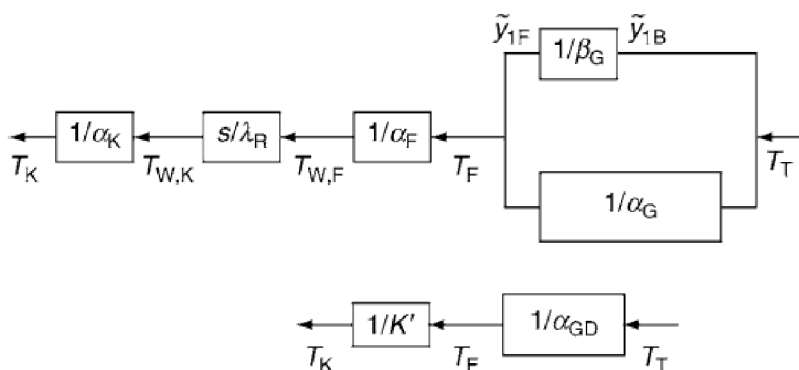 ỹ1F 1/βG ỹ1B
1/αK s/λR 1/αF
TK TW,K TW,F TF TT
1/αG
1/K′ 1/αGD
TK TF TT